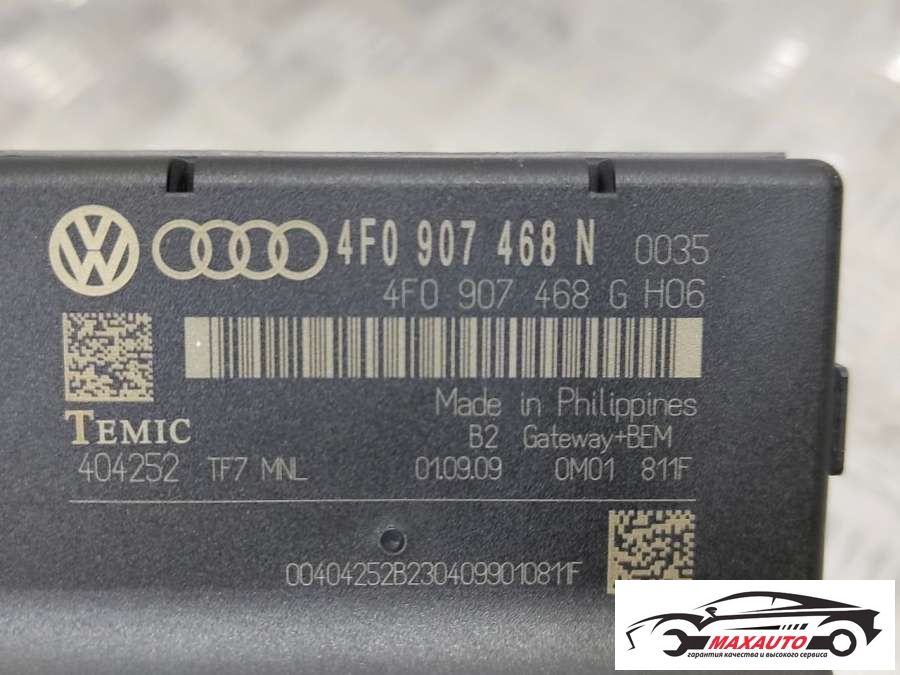 4F0 907 468 N 0035
4F0 907 468 G H06
Made in Philippines
TEMIC
B2 Gateway+BEM
404252 TF7 MNL 01.09.09 0M01 811F
00404252B2304099010811F
MAXAUTO
гарантия качества и высокого сервиса